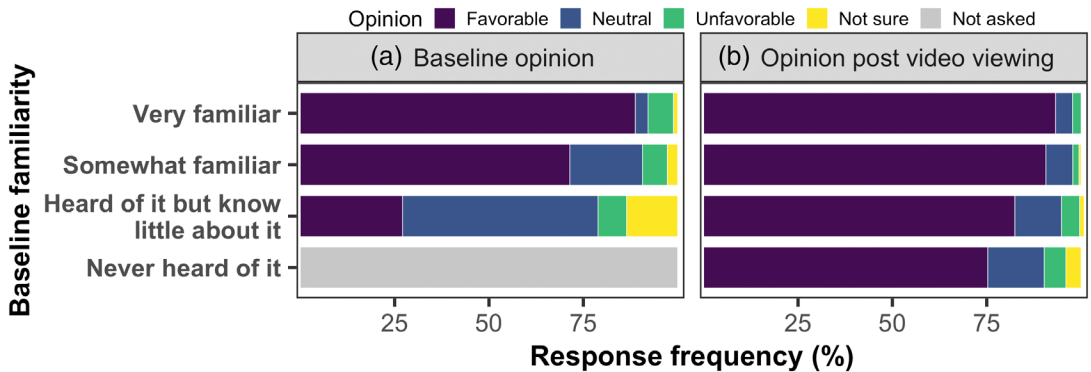 Opinion Favorable Neutral Unfavorable Not sure Not asked
(a) Baseline opinion
(b) Opinion post video viewing
Baseline familiarity
Very familiar
Somewhat familiar
Heard of it but know
little about it
Never heard of it
25 50 75
25 50 75
Response frequency (%)